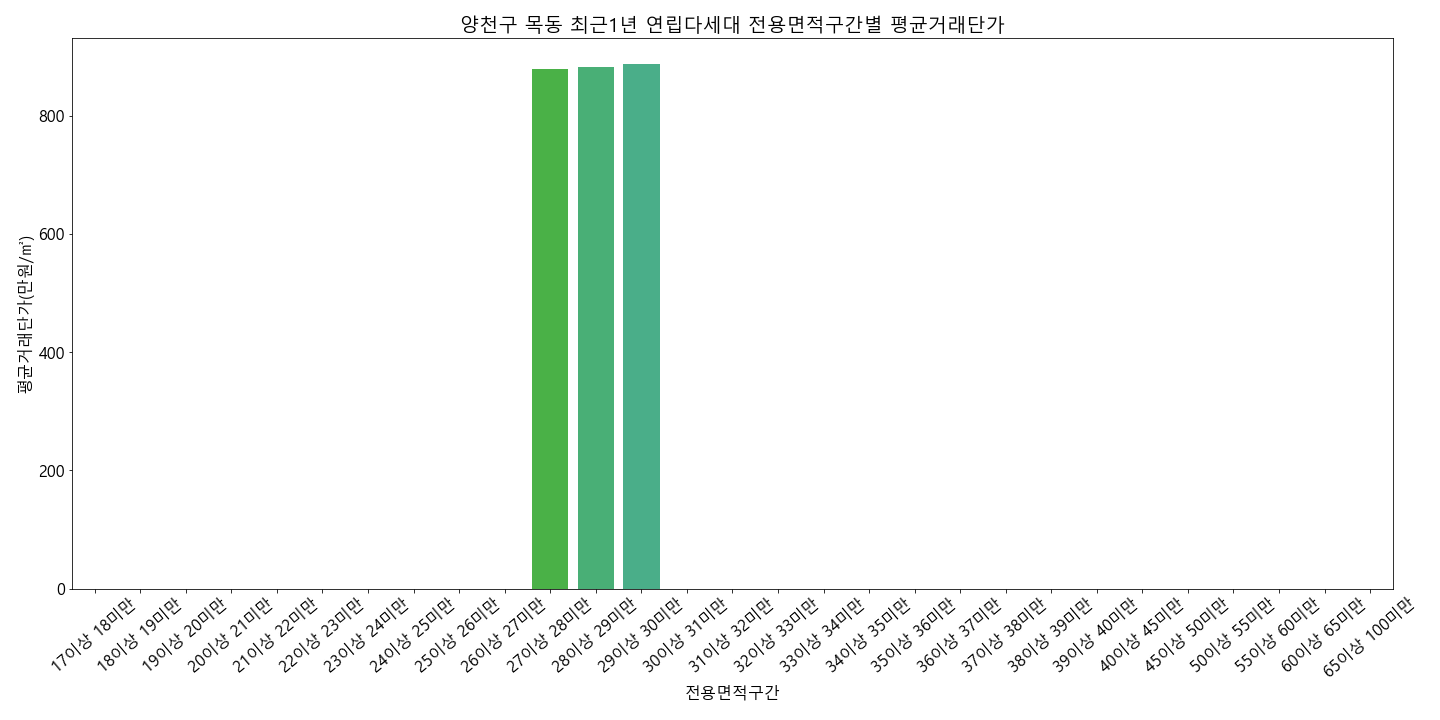 양천구 목동 최근1년 연립다세대 전용면적구간별 평균거래단가
평균거래단가(만원/㎡)
800
600
400
200
0
17이상 18미만
18이상 19미만
19이상 20미만
20이상 21미만
21이상 22미만
22이상 23미만
23이상 24미만
24이상 25미만
25이상 26미만
26이상 27미만
27이상 28미만
28이상 29미만
29이상 30미만
30이상 31미만
31이상 32미만
32이상 33미만
33이상 34미만
34이상 35미만
35이상 36미만
36이상 37미만
37이상 38미만
38이상 39미만
39이상 40미만
40이상 45미만
45이상 50미만
50이상 55미만
55이상 60미만
60이상 65미만
65이상 100미만
전용면적구간